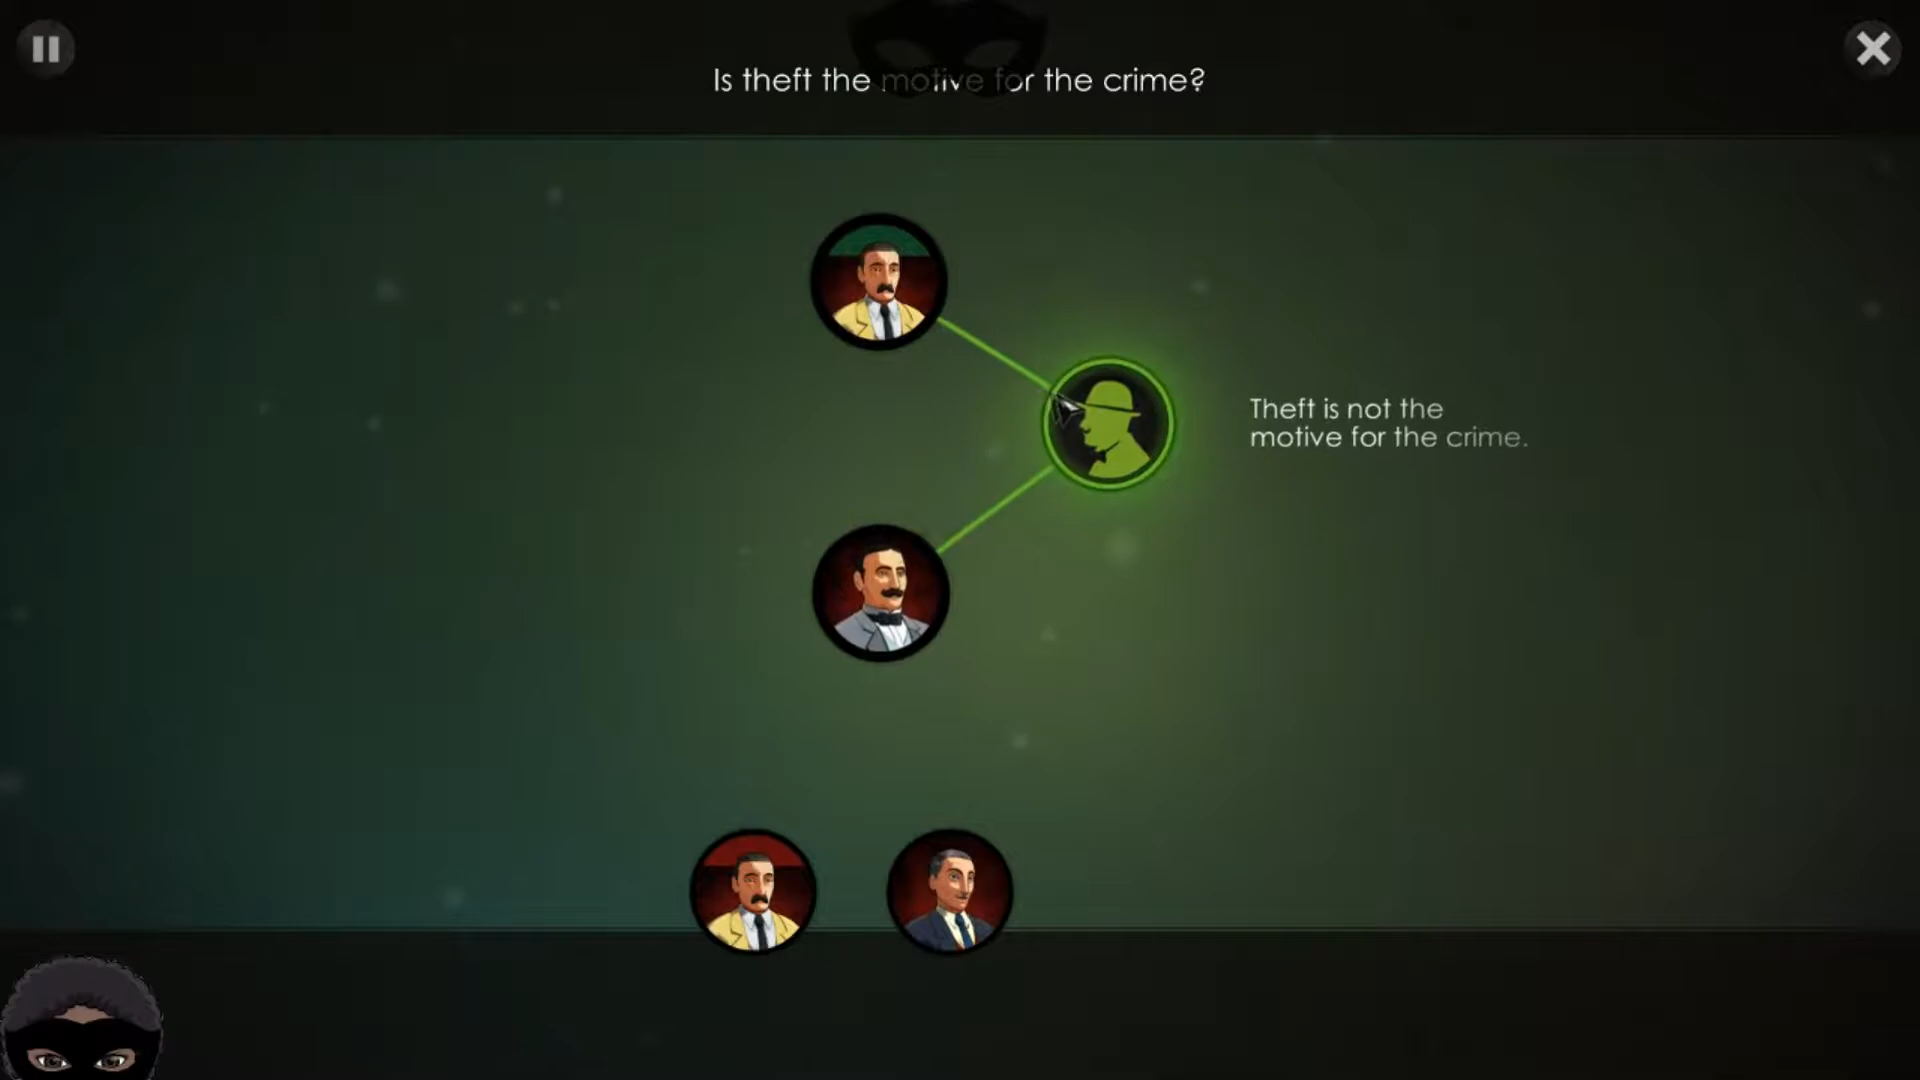 Is theft the motive for the crime?
Theft is not the
motive for the crime.